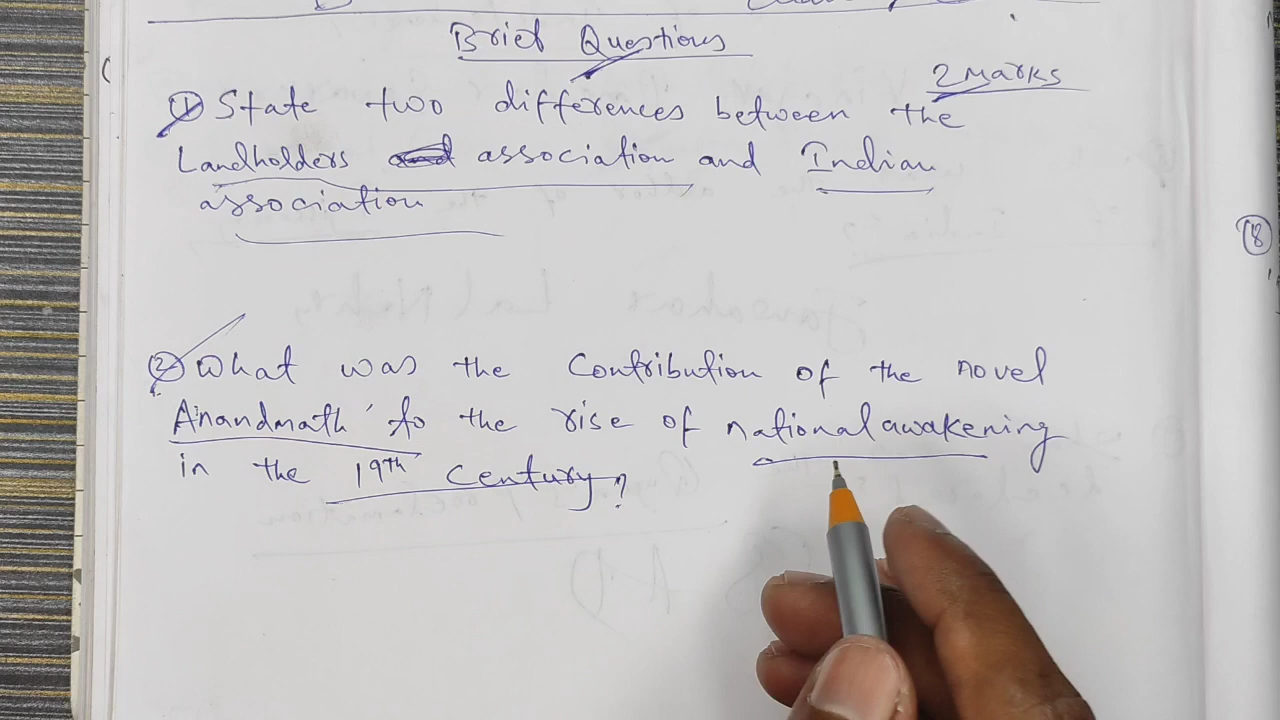 Brief Questions
2 Marks
① State two differences between the
Landholders association and Indian
association
⑧
② What was the Contribution of the novel
Anandmath' to the rise of national awakening
in the 19th Century?